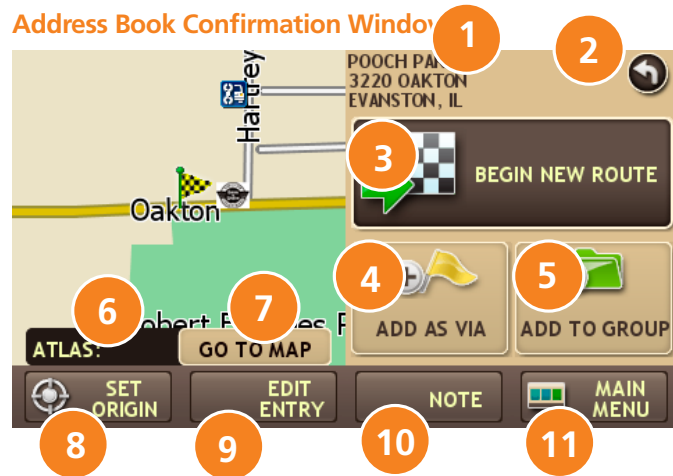 Address Book Confirmation Window
1
2
POOCH PA
3220 OAKTON
EVANSTON, IL
Hartrey
3
BEGIN NEW ROUTE
Oakton
4
5
ADD AS VIA
ADD TO GROUP
6
7
ATLAS:
GO TO MAP
SET
ORIGIN
EDIT
ENTRY
NOTE
MAIN
MENU
8
9
10
11